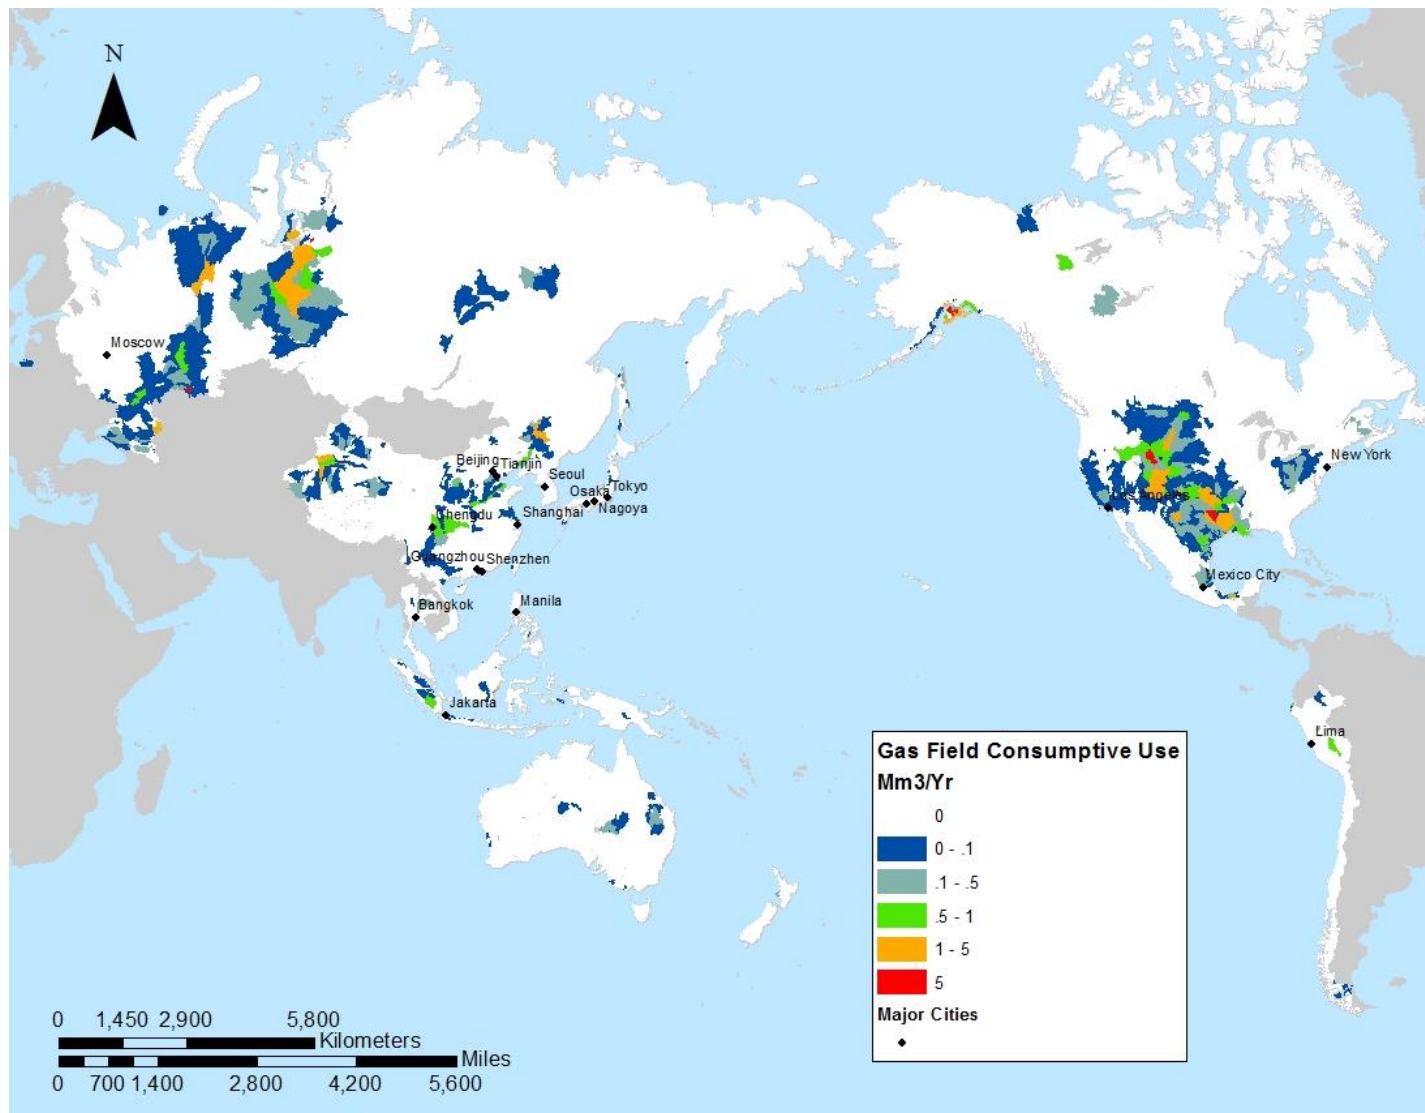 N
Moscow
Beijing
Tianjin
Seoul
Osaka
Tokyo
Nagoya
Chengdu
Shanghai
Guangzhou
Shenzhen
Bangkok
Manila
Jakarta
New York
Los Angeles
Mexico City
Lima
Gas Field Consumptive Use
Mm3/Yr
0
0 - .1
.1 - .5
.5 - 1
1 - 5
5
Major Cities
0 1,450 2,900 5,800
Kilometers
Miles
0 700 1,400 2,800 4,200 5,600